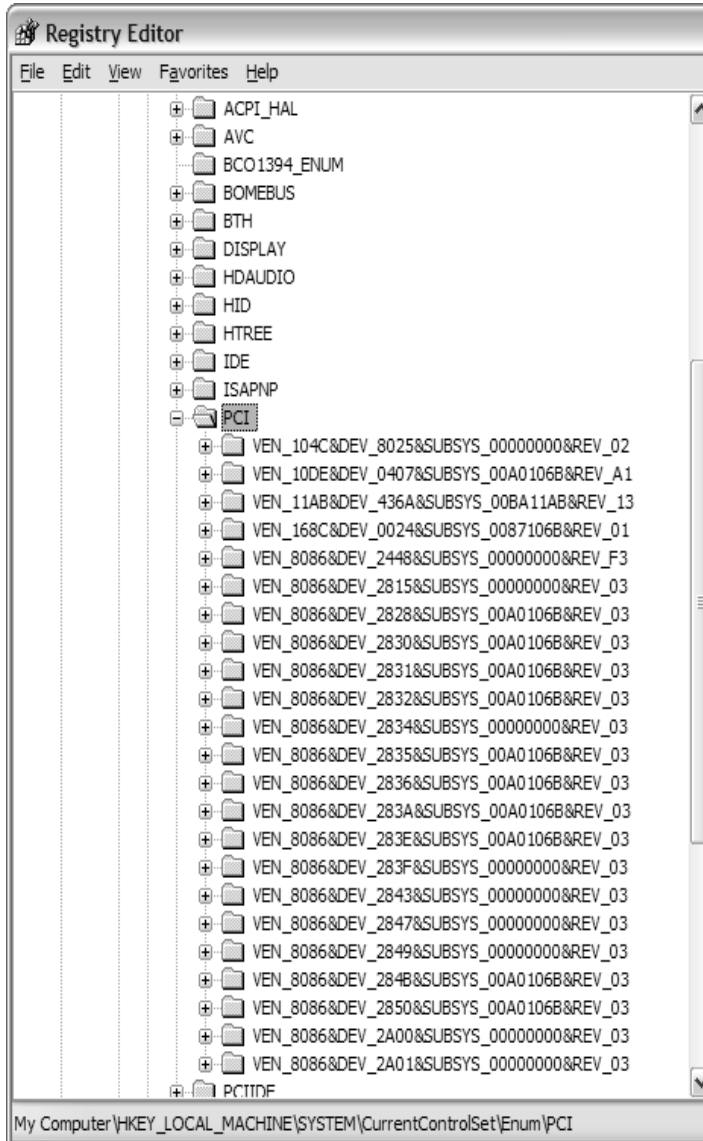 Registry Editor
File Edit View Favorites Help
ACPI_HAL
AVC
BCO1394_ENUM
BOMEBUS
BTH
DISPLAY
HDAUDIO
HID
HTREE
IDE
ISAPNP
PCI
VEN_104C&DEV_8025&SUBSYS_00000000&REV_02
VEN_10DE&DEV_0407&SUBSYS_00A0106B&REV_A1
VEN_11AB&DEV_436A&SUBSYS_00BA11AB&REV_13
VEN_168C&DEV_0024&SUBSYS_0087106B&REV_01
VEN_8086&DEV_2448&SUBSYS_00000000&REV_F3
VEN_8086&DEV_2815&SUBSYS_00000000&REV_03
VEN_8086&DEV_2828&SUBSYS_00A0106B&REV_03
VEN_8086&DEV_2830&SUBSYS_00A0106B&REV_03
VEN_8086&DEV_2831&SUBSYS_00A0106B&REV_03
VEN_8086&DEV_2832&SUBSYS_00A0106B&REV_03
VEN_8086&DEV_2834&SUBSYS_00000000&REV_03
VEN_8086&DEV_2835&SUBSYS_00A0106B&REV_03
VEN_8086&DEV_2836&SUBSYS_00A0106B&REV_03
VEN_8086&DEV_283A&SUBSYS_00A0106B&REV_03
VEN_8086&DEV_283E&SUBSYS_00A0106B&REV_03
VEN_8086&DEV_283F&SUBSYS_00000000&REV_03
VEN_8086&DEV_2843&SUBSYS_00000000&REV_03
VEN_8086&DEV_2847&SUBSYS_00000000&REV_03
VEN_8086&DEV_2849&SUBSYS_00000000&REV_03
VEN_8086&DEV_284B&SUBSYS_00A0106B&REV_03
VEN_8086&DEV_2850&SUBSYS_00A0106B&REV_03
VEN_8086&DEV_2A00&SUBSYS_00000000&REV_03
VEN_8086&DEV_2A01&SUBSYS_00000000&REV_03
PCIIDE
My Computer\HKEY_LOCAL_MACHINE\SYSTEM\CurrentControlSet\Enum\PCI